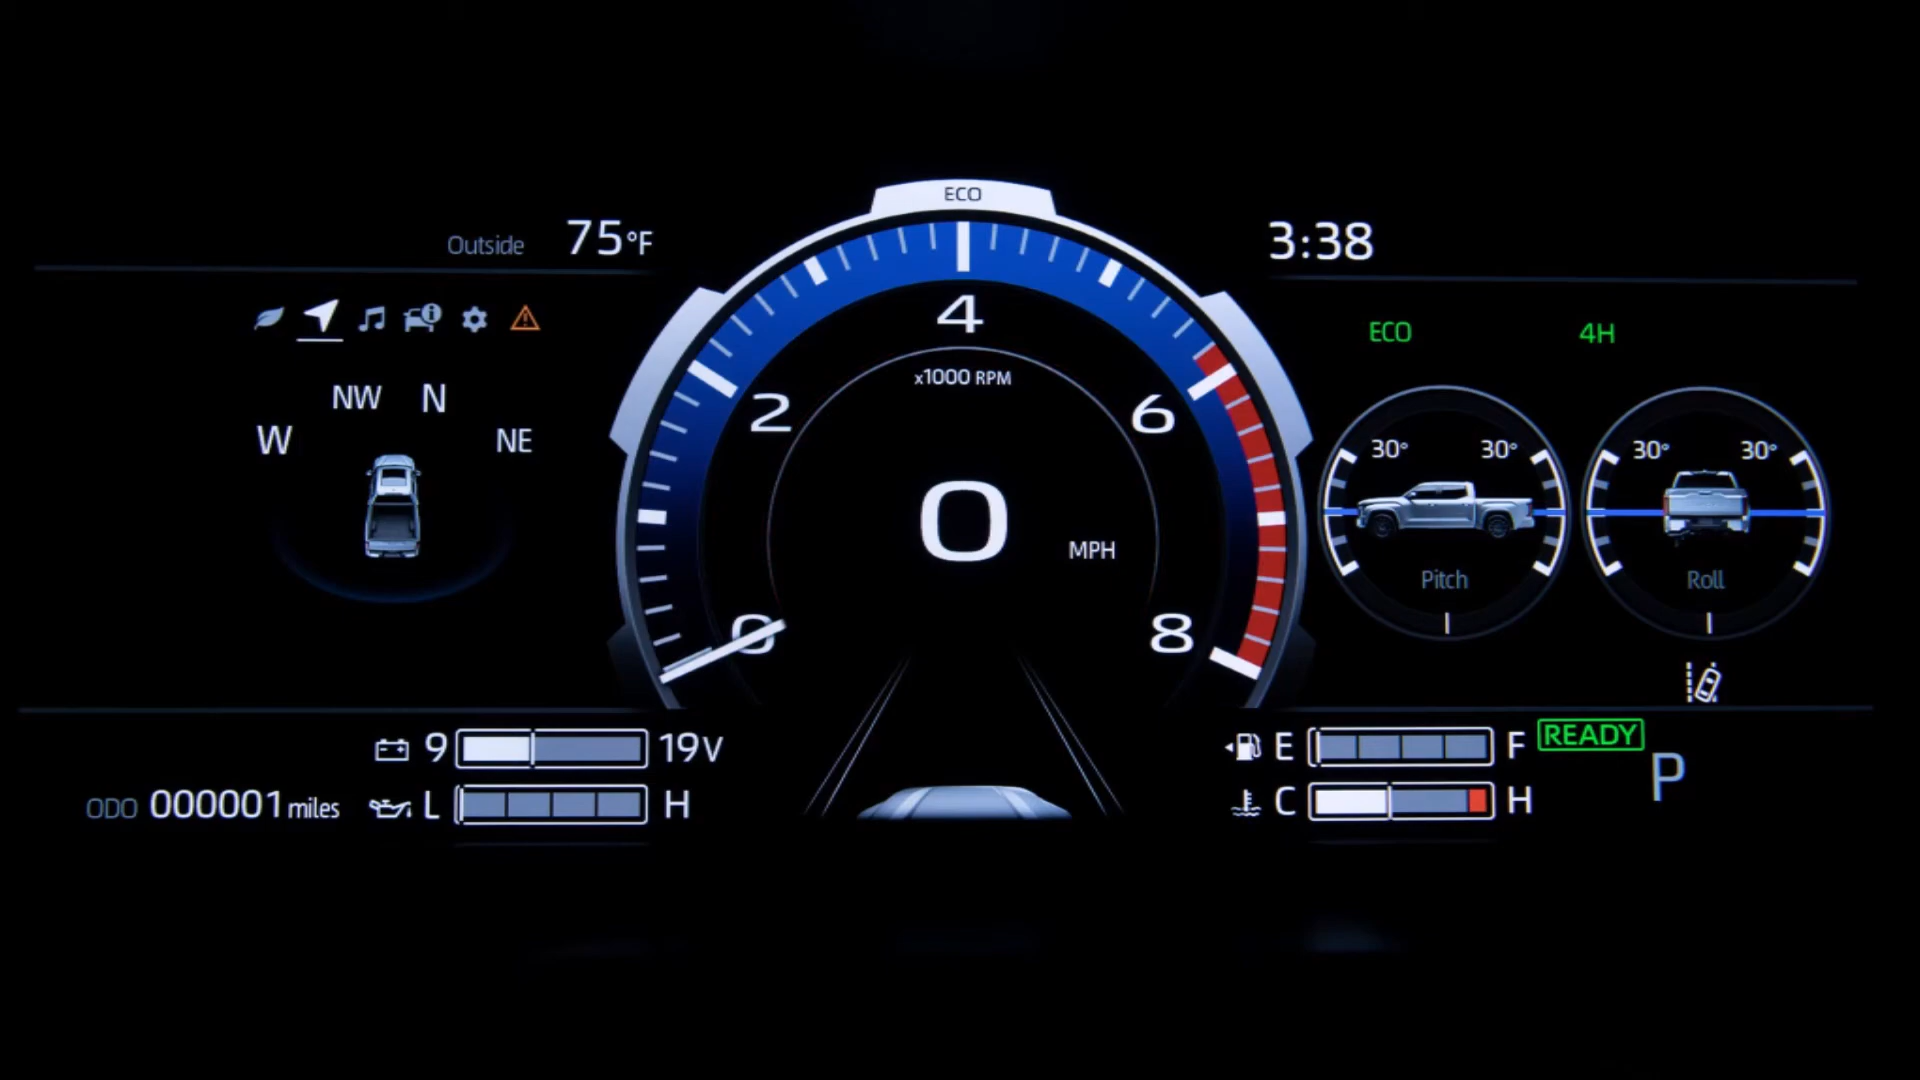 ECO
Outside 75°F
3:38
ECO 4H
NW N
W NE
4
x1000 RPM
2 6
0 8
0
MPH
30° 30°
Pitch
30° 30°
Roll
9 19V
ODO 000001 miles
L H
E F
READY
P
C H